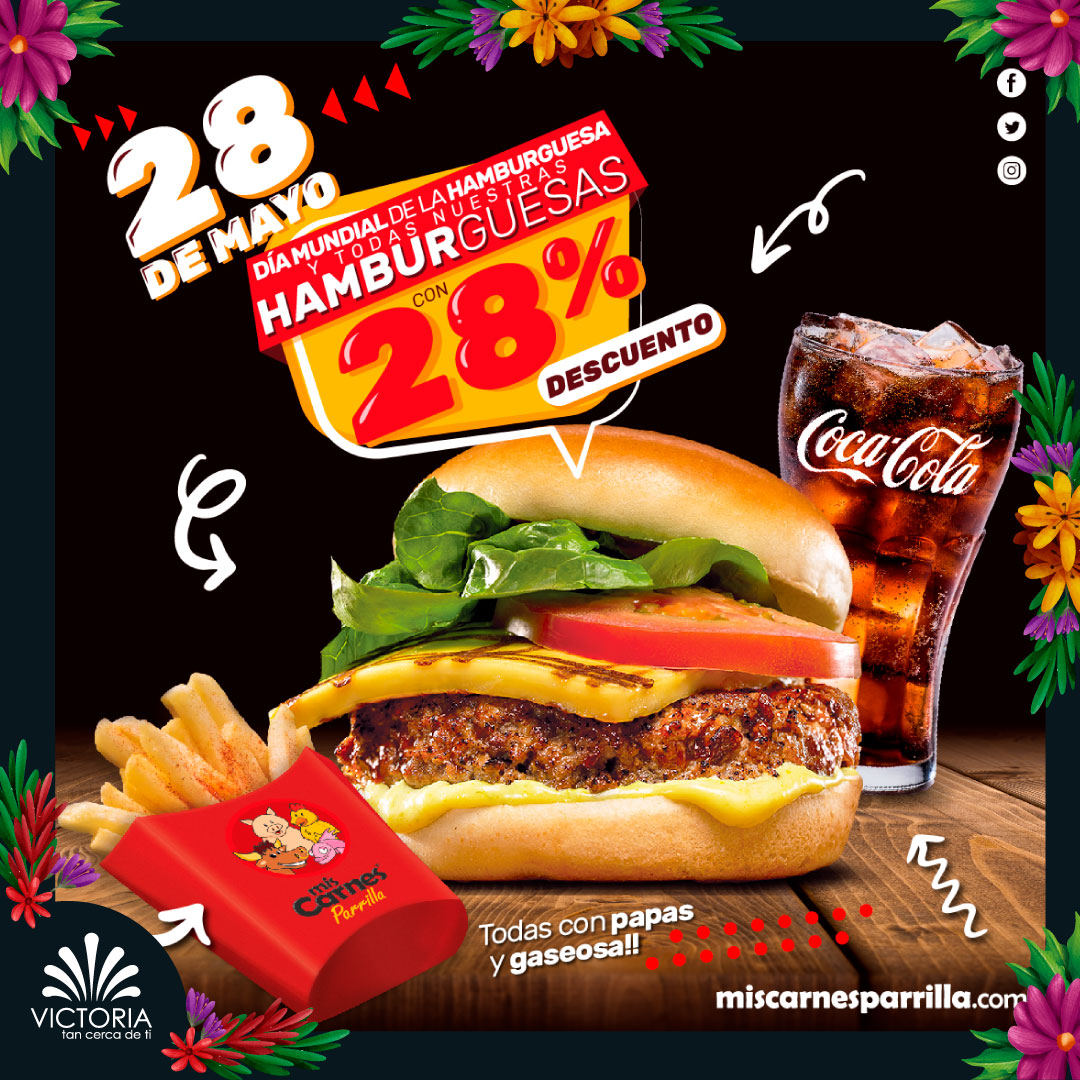 28
DE MAYO
DÍA MUNDIAL DE LA HAMBURGUESA
Y TODAS NUESTRAS
HAMBURGUESAS
CON
28%
DESCUENTO
Coca-Cola
mis
Carnes
Parrilla
Todas con papas
y gaseosa!!
miscarnesparrilla.com
VICTORIA
tan cerca de ti